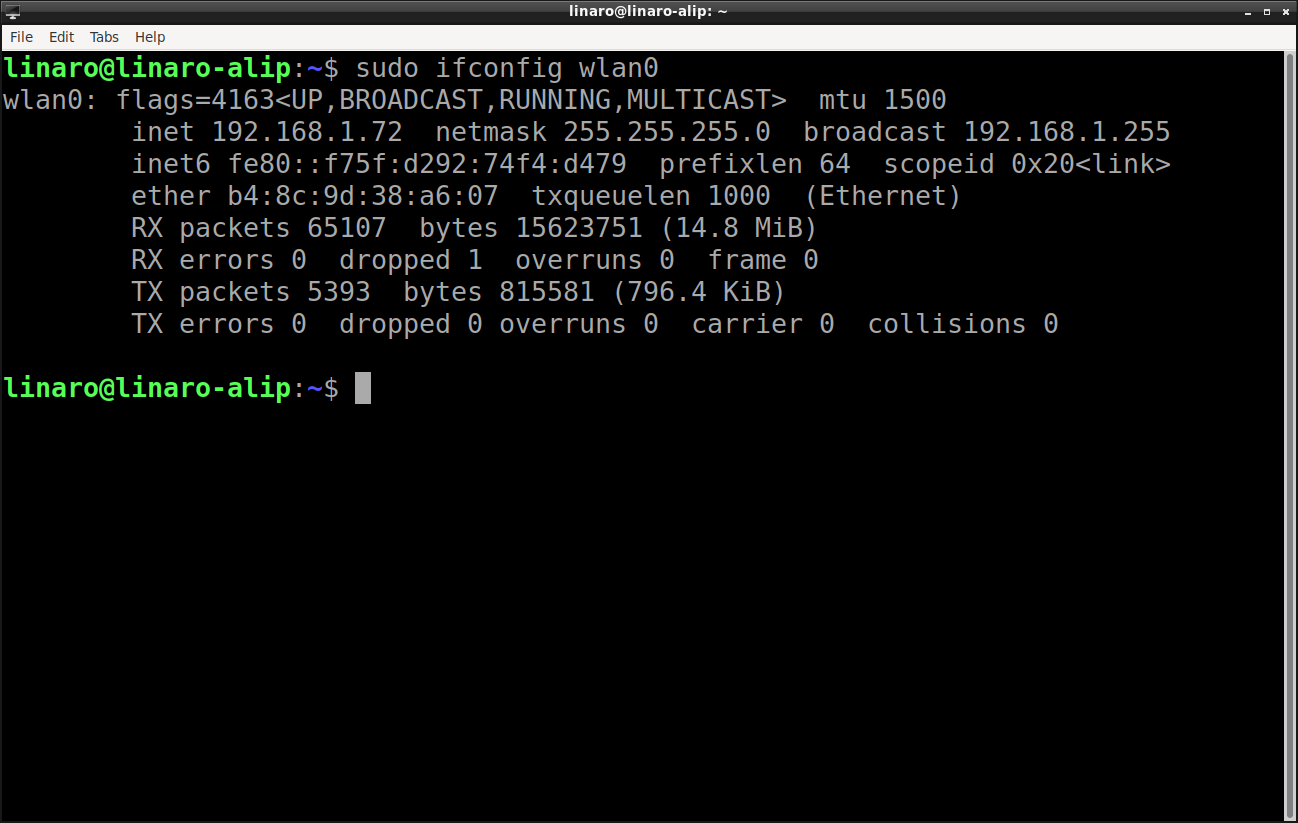 linaro@linaro-alip: ~
File Edit Tabs Help
linaro@linaro-alip:~$ sudo ifconfig wlan0
wlan0: flags=4163<UP,BROADCAST,RUNNING,MULTICAST>  mtu 1500
        inet 192.168.1.72  netmask 255.255.255.0  broadcast 192.168.1.255
        inet6 fe80::f75f:d292:74f4:d479  prefixlen 64  scopeid 0x20<link>
        ether b4:8c:9d:38:a6:07  txqueuelen 1000  (Ethernet)
        RX packets 65107  bytes 15623751 (14.8 MiB)
        RX errors 0  dropped 1  overruns 0  frame 0
        TX packets 5393  bytes 815581 (796.4 KiB)
        TX errors 0  dropped 0 overruns 0  carrier 0  collisions 0
linaro@linaro-alip:~$